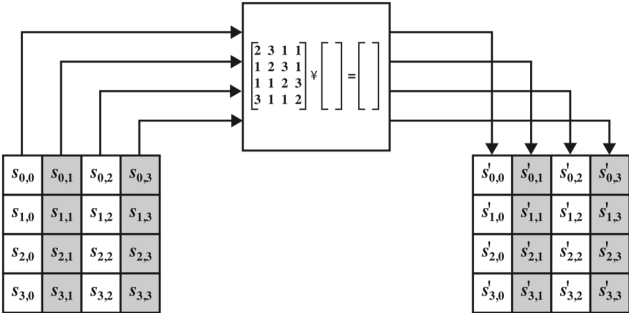 2 3 1 1
1 2 3 1 ¥ =
1 1 2 3
3 1 1 2
s0,0 s0,1 s0,2 s0,3 s'0,0 s'0,1 s'0,2 s'0,3
s1,0 s1,1 s1,2 s1,3 s'1,0 s'1,1 s'1,2 s'1,3
s2,0 s2,1 s2,2 s2,3 s'2,0 s'2,1 s'2,2 s'2,3
s3,0 s3,1 s3,2 s3,3 s'3,0 s'3,1 s'3,2 s'3,3